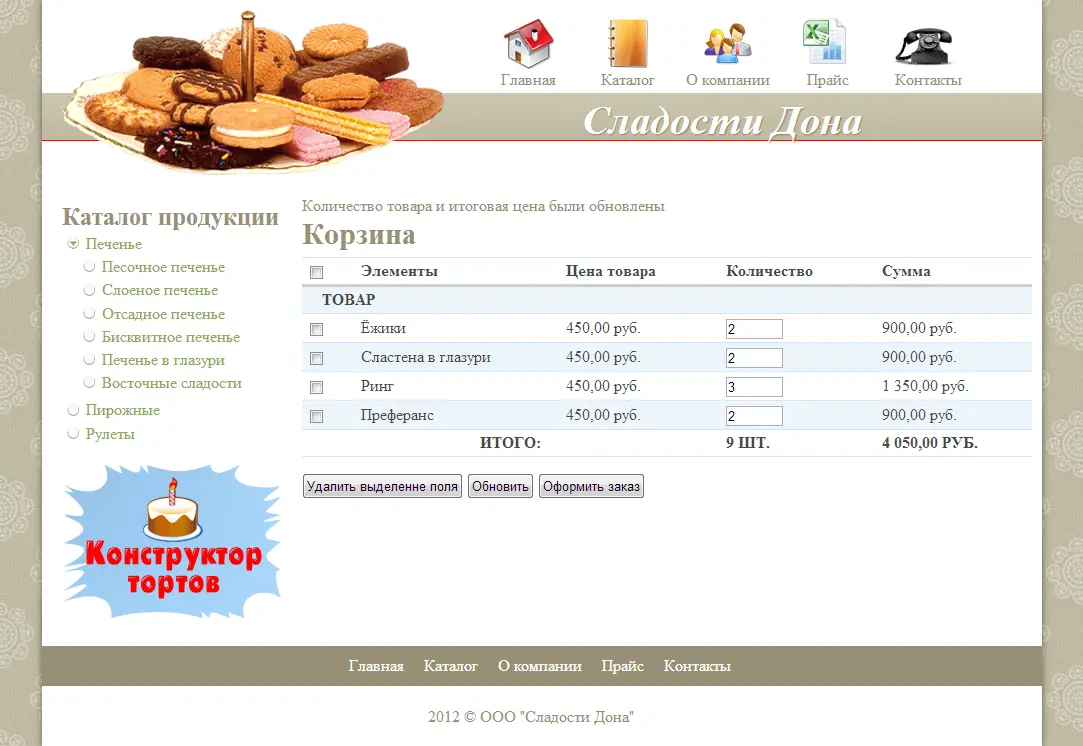 Главная Каталог О компании Прайс Контакты
Сладости Дона
Каталог продукции
Печенье
Песочное печенье
Слоеное печенье
Отсадное печенье
Бисквитное печенье
Печенье в глазури
Восточные сладости
Пирожные
Рулеты
Конструктор
тортов
Количество товара и итоговая цена были обновлены
Корзина
Элементы Цена товара Количество Сумма
ТОВАР
Ёжики 450,00 руб. 2 900,00 руб.
Сластена в глазури 450,00 руб. 2 900,00 руб.
Ринг 450,00 руб. 3 1 350,00 руб.
Преферанс 450,00 руб. 2 900,00 руб.
ИТОГО: 9 ШТ. 4 050,00 РУБ.
Удалить выделенне поля Обновить Оформить заказ
Главная Каталог О компании Прайс Контакты
2012 © ООО "Сладости Дона"